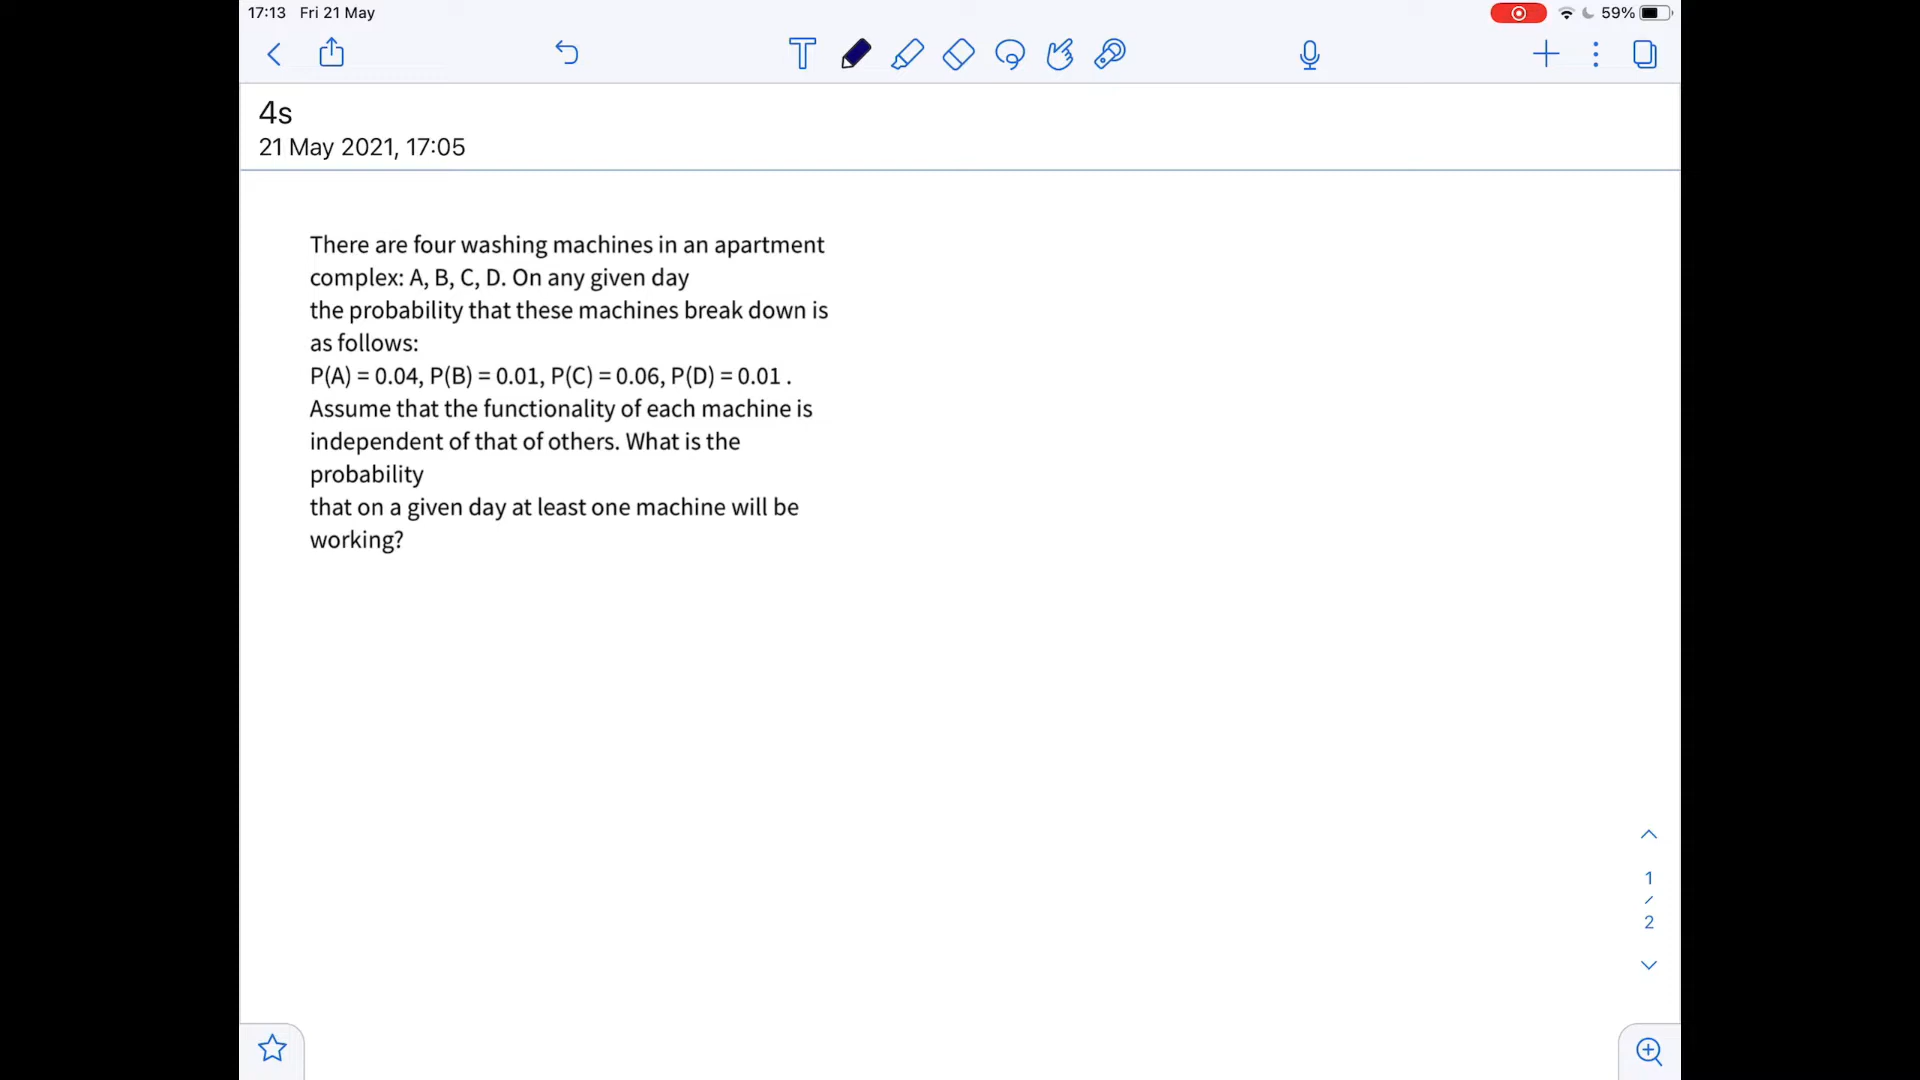 17:13 Fri 21 May
59%
4s
21 May 2021, 17:05
There are four washing machines in an apartment
complex: A, B, C, D. On any given day
the probability that these machines break down is
as follows:
P(A) = 0.04, P(B) = 0.01, P(C) = 0.06, P(D) = 0.01 .
Assume that the functionality of each machine is
independent of that of others. What is the
probability
that on a given day at least one machine will be
working?
1
/
2